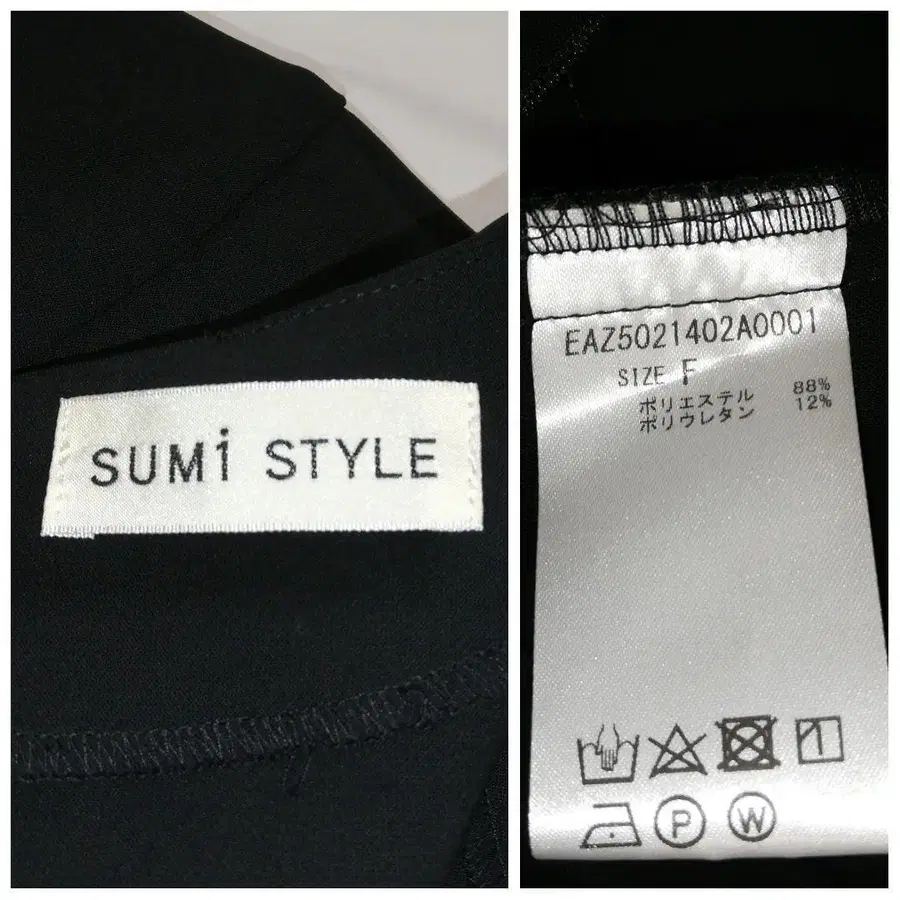 SUMi STYLE
EAZ5021402A0001
SIZE F
ポリエステル 88%
ポリウレタン 12%
P W